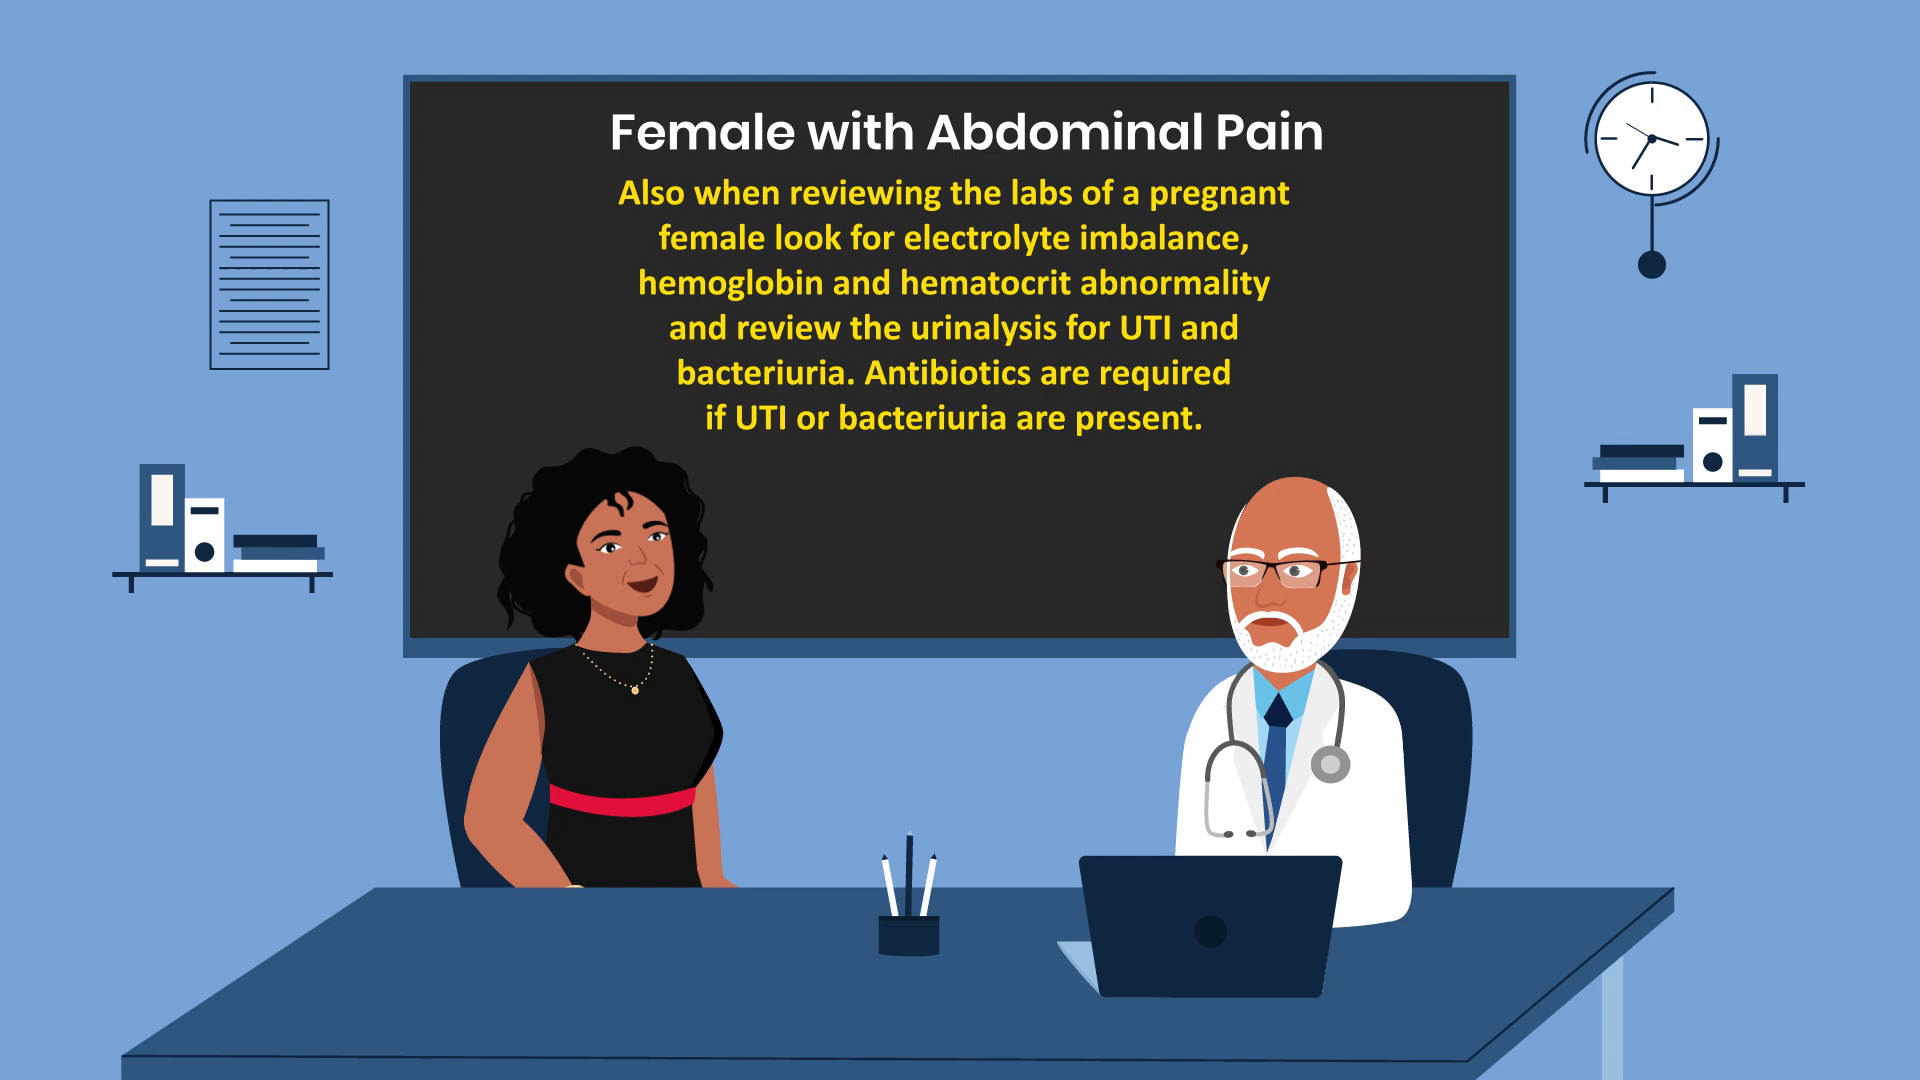 Female with Abdominal Pain
Also when reviewing the labs of a pregnant
female look for electrolyte imbalance,
hemoglobin and hematocrit abnormality
and review the urinalysis for UTI and
bacteriuria. Antibiotics are required
if UTI or bacteriuria are present.